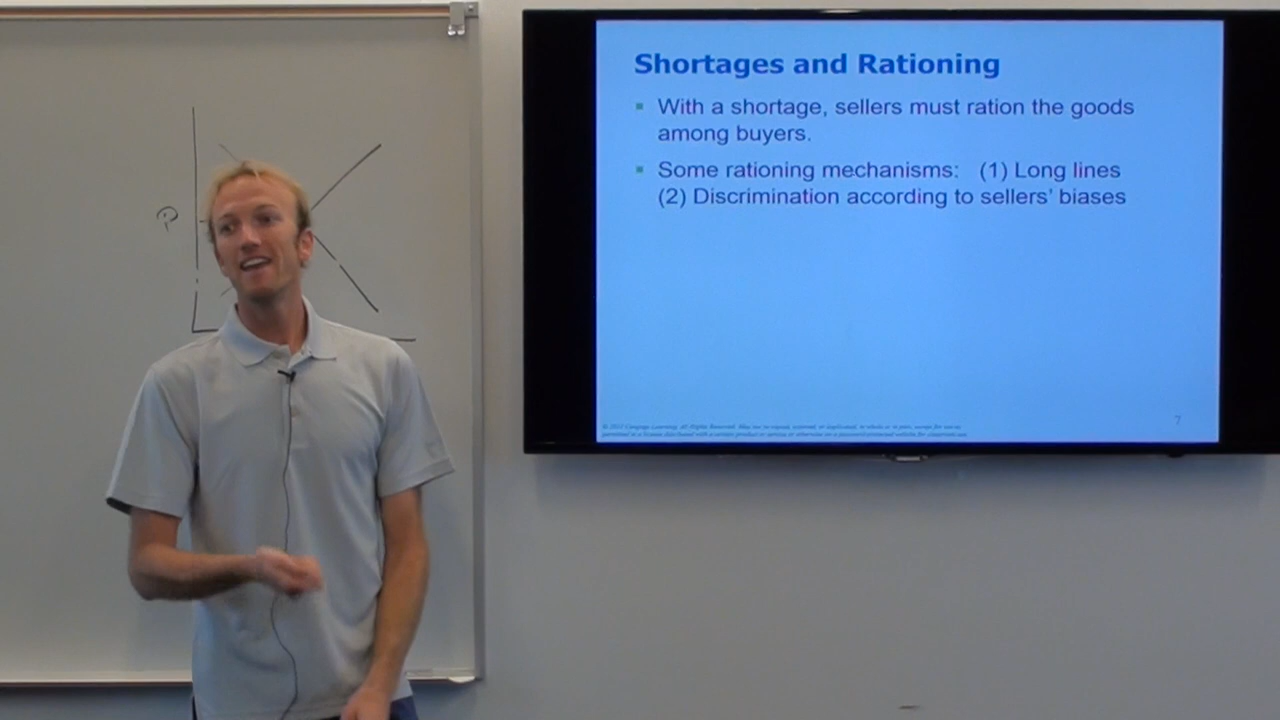 P
Shortages and Rationing
With a shortage, sellers must ration the goods
among buyers.
Some rationing mechanisms: (1) Long lines
(2) Discrimination according to sellers' biases
7